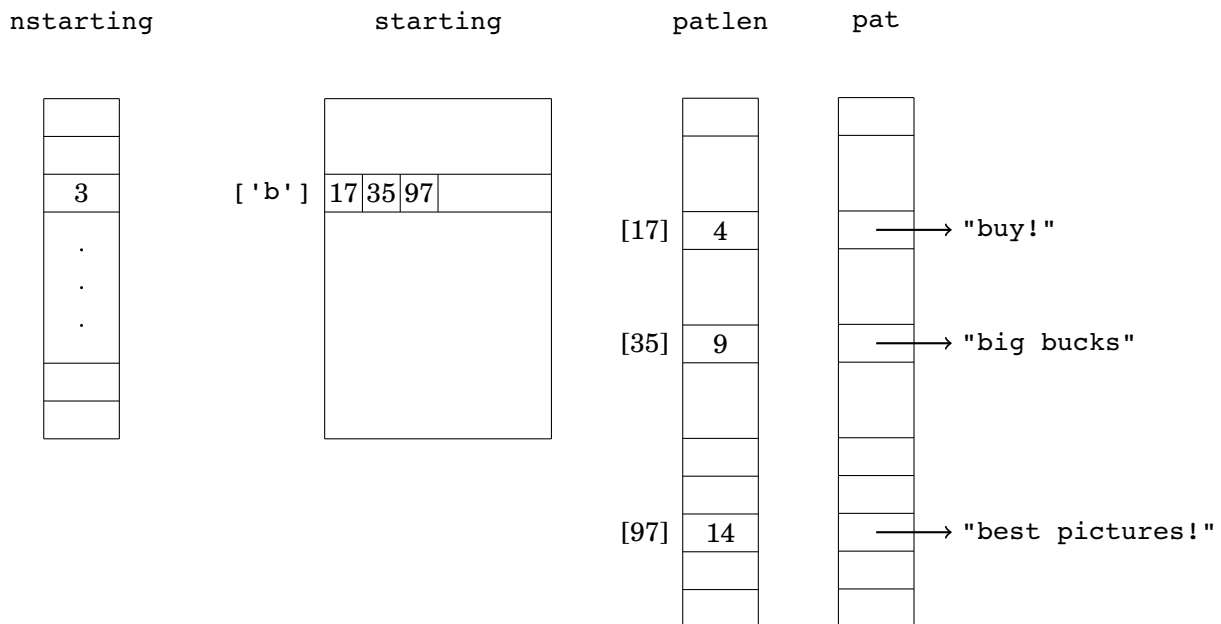 nstarting starting patlen pat
3 ['b'] 17 35 97
[17] 4 "buy!"
.
.
.
[35] 9 "big bucks"
[97] 14 "best pictures!"